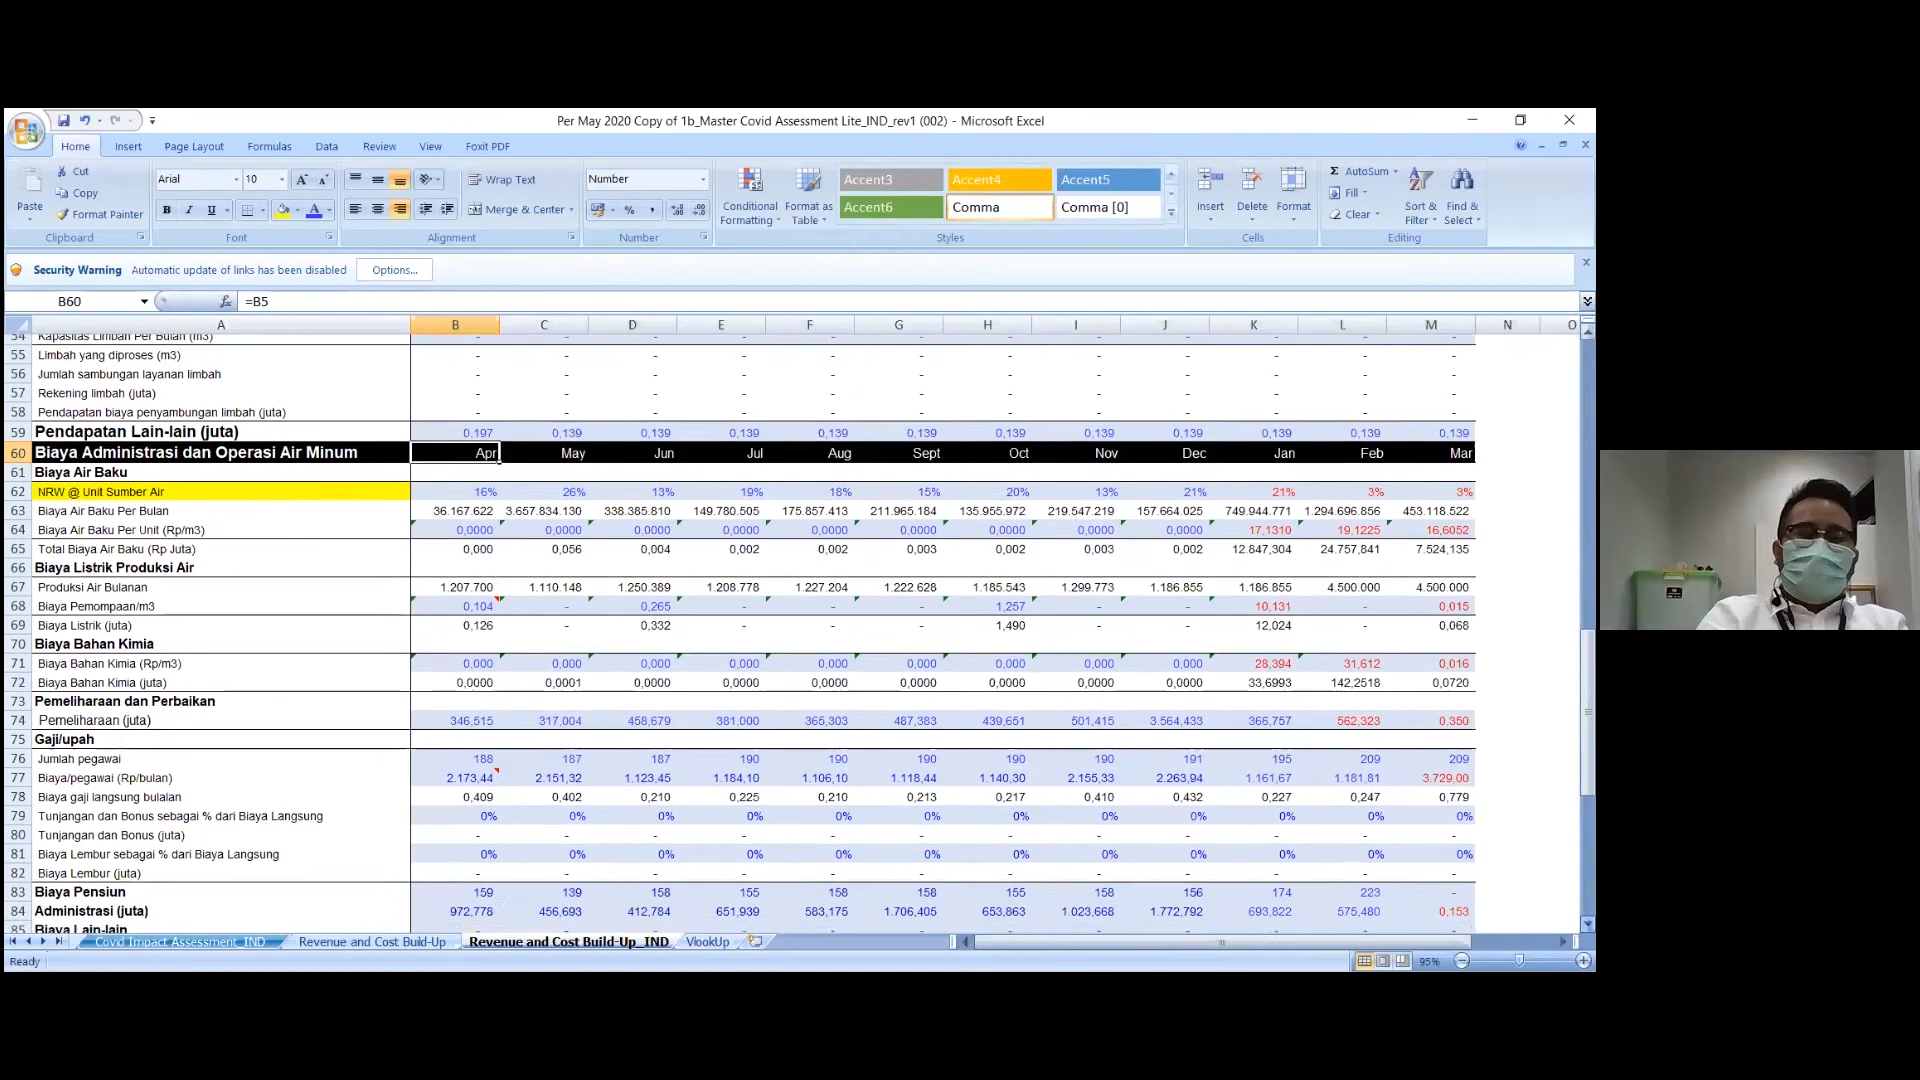 Per May 2020 Copy of 1b_Master Covid Assessment Lite_IND_rev1 (002) - Microsoft Excel
Home Insert Page Layout Formulas Data Review View Foxit PDF
Paste Cut Copy Format Painter Clipboard
Arial 10 Font
Wrap Text Merge & Center Alignment
Number Number
Conditional Formatting Format as Table Accent3 Accent4 Accent5 Accent6 Comma Comma [0] Styles
Insert Delete Format Cells
AutoSum Fill Clear Sort & Filter Find & Select Editing
Security Warning Automatic update of links has been disabled Options...
B60 =B5
A B C D E F G H I J K L M N O
54 Kapasitas Limbah Per Bulan (m3)
55 Limbah yang diproses (m3) - - - - - - - - - - - -
56 Jumlah sambungan layanan limbah - - - - - - - - - - - -
57 Rekening limbah (juta) - - - - - - - - - - - -
58 Pendapatan biaya penyambungan limbah (juta) - - - - - - - - - - - -
59 Pendapatan Lain-lain (juta) 0,197 0,139 0,139 0,139 0,139 0,139 0,139 0,139 0,139 0,139 0,139 0,139
60 Biaya Administrasi dan Operasi Air Minum Apr May Jun Jul Aug Sept Oct Nov Dec Jan Feb Mar
61 Biaya Air Baku
62 NRW @ Unit Sumber Air 16% 26% 13% 19% 18% 15% 20% 13% 21% 21% 3% 3%
63 Biaya Air Baku Per Bulan 36.167.622 3.657.834.130 338.385.810 149.780.505 175.857.413 211.965.184 135.955.972 219.547.219 157.664.025 749.944.771 1.294.696.856 453.118.522
64 Biaya Air Baku Per Unit (Rp/m3) 0,0000 0,0000 0,0000 0,0000 0,0000 0,0000 0,0000 0,0000 0,0000 17,1310 19,1225 16,6052
65 Total Biaya Air Baku (Rp Juta) 0,000 0,056 0,004 0,002 0,002 0,003 0,002 0,003 0,002 12.847,304 24.757,841 7.524,135
66 Biaya Listrik Produksi Air
67 Produksi Air Bulanan 1.207.700 1.110.148 1.250.389 1.208.778 1.227.204 1.222.628 1.185.543 1.299.773 1.186.855 1.186.855 4.500.000 4.500.000
68 Biaya Pemompaan/m3 0,104 - 0,265 - - - 1,257 - - 10,131 - 0,015
69 Biaya Listrik (juta) 0,126 - 0,332 - - - 1,490 - - 12,024 - 0,068
70 Biaya Bahan Kimia
71 Biaya Bahan Kimia (Rp/m3) 0,000 0,000 0,000 0,000 0,000 0,000 0,000 0,000 0,000 28,394 31,612 0,016
72 Biaya Bahan Kimia (juta) 0,0000 0,0001 0,0000 0,0000 0,0000 0,0000 0,0000 0,0000 0,0000 33,6993 142,2518 0,0720
73 Pemeliharaan dan Perbaikan
74 Pemeliharaan (juta) 346,515 317,004 458,679 381,000 365,303 487,383 439,651 501,415 3.564,433 366,757 562,323 0,350
75 Gaji/upah
76 Jumlah pegawai 188 187 187 190 190 190 190 190 191 195 209 209
77 Biaya/pegawai (Rp/bulan) 2.173,44 2.151,32 1.123,45 1.184,10 1.106,10 1.118,44 1.140,30 2.155,33 2.263,94 1.161,67 1.181,81 3.729,00
78 Biaya gaji langsung bulalan 0,409 0,402 0,210 0,225 0,210 0,213 0,217 0,410 0,432 0,227 0,247 0,779
79 Tunjangan dan Bonus sebagai % dari Biaya Langsung 0% 0% 0% 0% 0% 0% 0% 0% 0% 0% 0% 0%
80 Tunjangan dan Bonus (juta) - - - - - - - - - - - -
81 Biaya Lembur sebagai % dari Biaya Langsung 0% 0% 0% 0% 0% 0% 0% 0% 0% 0% 0% 0%
82 Biaya Lembur (juta) - - - - - - - - - - - -
83 Biaya Pensiun 159 139 158 155 158 158 155 158 156 174 223 -
84 Administrasi (juta) 972,778 456,693 412,784 651,939 583,175 1.706,405 653,863 1.023,668 1.772,792 693,822 575,480 0,153
85 Biaya Lain-lain
Covid Impact Assessment_IND Revenue and Cost Build-Up Revenue and Cost Build-Up_IND VlookUp
Ready 95%